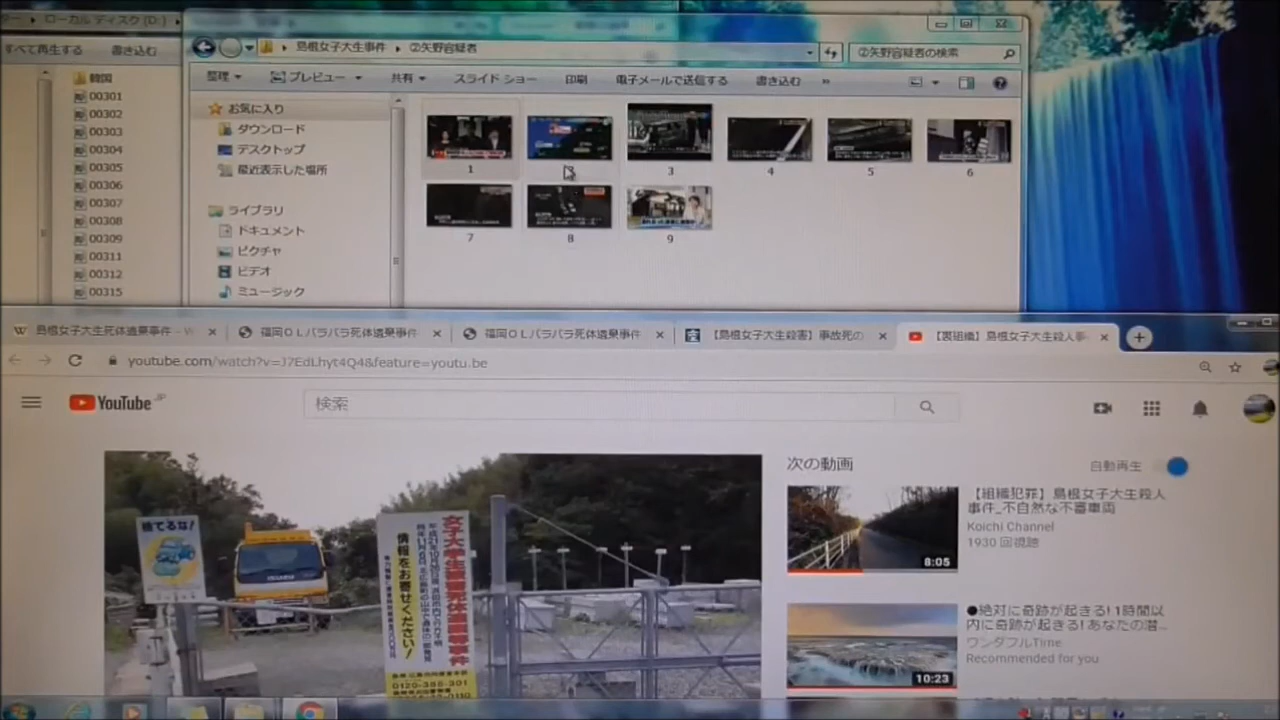 ローカル ディスク (D:)
島根女子大生事件
②矢野容疑者
②矢野容疑者の検索
すべて再生する
書き込む
整理
プレビュー
共有
スライド ショー
印刷
電子メールで送信する
書き込む
»
韓国
00301
00302
00303
00304
00305
00306
00307
00308
00309
00311
00312
00315
お気に入り
ダウンロード
デスクトップ
最近表示した場所
ライブラリ
ドキュメント
ピクチャ
ビデオ
ミュージック
1
3
4
5
6
7
8
9
島根女子大生死体遺棄事件 - W
福岡ＯＬバラバラ死体遺棄事件
福岡ＯＬバラバラ死体遺棄事件
【島根女子大生殺害】事故死の
【裏組織】島根女子大生殺人事
youtube.com/watch?v=J7EdLhyt4Q4&feature=youtu.be
YouTube JP
検索
捨てるな!
ISUZU
女子大学生被害死体遺棄事件
情報をお寄せください！
0120-385-301
次の動画
自動再生
【組織犯罪】島根女子大生殺人
事件_不自然な不審車両
Koichi Channel
1930 回視聴
8:05
●絶対に奇跡が起きる! 1時間以
内に奇跡が起きる! あなたの潜...
ワンダフルTime
Recommended for you
10:23